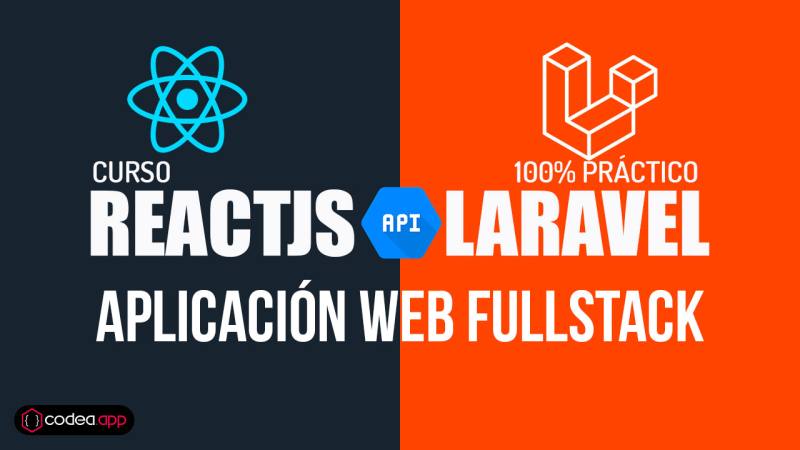 CURSO
100% PRÁCTICO
REACTJS API LARAVEL
APLICACIÓN WEB FULLSTACK
{ } codea.app